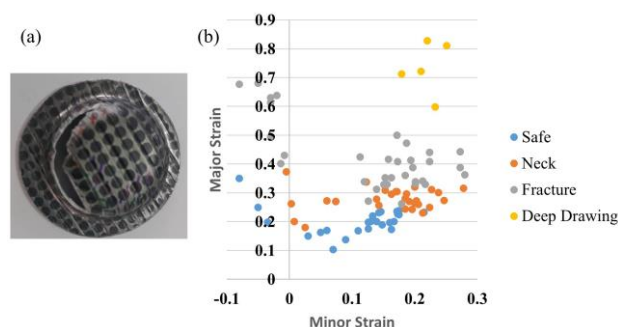 (a)
(b)
Major Strain
0.9
0.8
0.7
0.6
0.5
0.4
0.3
0.2
0.1
0
-0.1 0 0.1 0.2 0.3
Minor Strain
Safe
Neck
Fracture
Deep Drawing